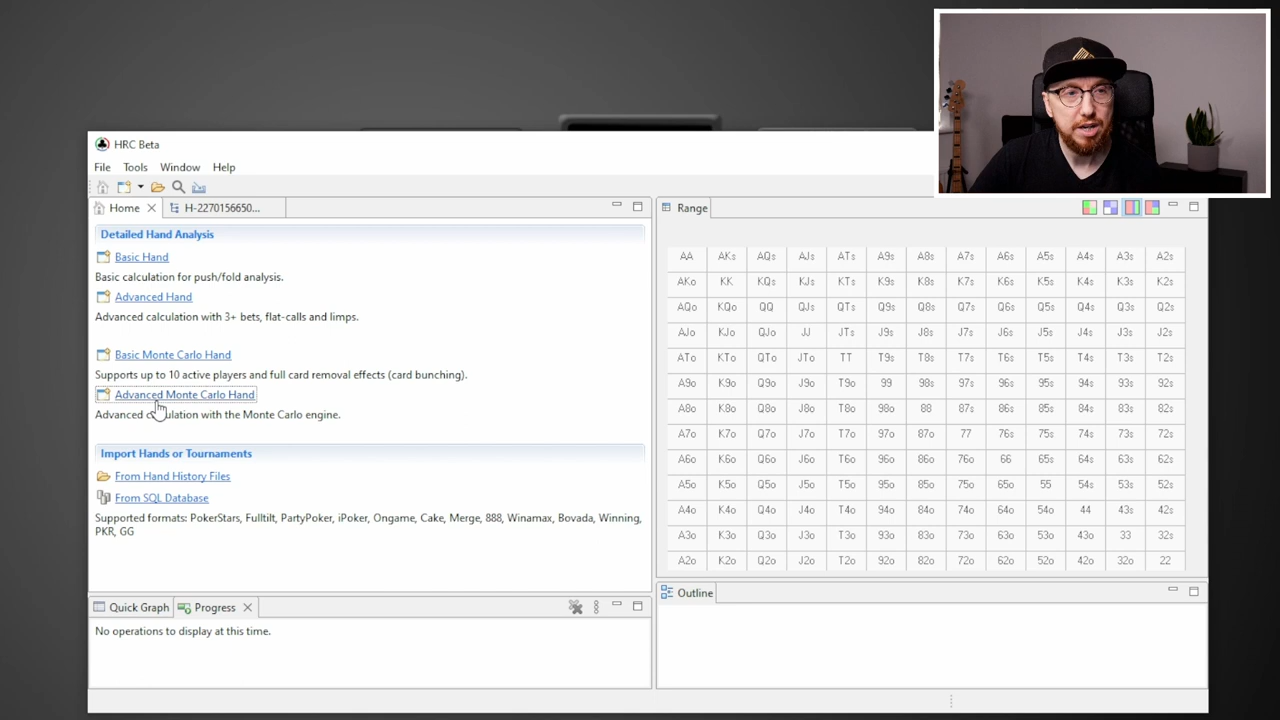 HRC Beta
File Tools Window Help
Home H-2270156650...
Detailed Hand Analysis
Basic Hand
Basic calculation for push/fold analysis.
Advanced Hand
Advanced calculation with 3+ bets, flat-calls and limps.
Basic Monte Carlo Hand
Supports up to 10 active players and full card removal effects (card bunching).
Advanced Monte Carlo Hand
Advanced calculation with the Monte Carlo engine.
Import Hands or Tournaments
From Hand History Files
From SQL Database
Supported formats: PokerStars, Fulltilt, PartyPoker, iPoker, Ongame, Cake, Merge, 888, Winamax, Bovada, Winning,
PKR, GG
Quick Graph Progress
No operations to display at this time.
Range
AA AKs AQs AJs ATs A9s A8s A7s A6s A5s A4s A3s A2s
AKo KK KQs KJs KTs K9s K8s K7s K6s K5s K4s K3s K2s
AQo KQo QQ QJs QTs Q9s Q8s Q7s Q6s Q5s Q4s Q3s Q2s
AJo KJo QJo JJ JTs J9s J8s J7s J6s J5s J4s J3s J2s
ATo KTo QTo JTo TT T9s T8s T7s T6s T5s T4s T3s T2s
A9o K9o Q9o J9o T9o 99 98s 97s 96s 95s 94s 93s 92s
A8o K8o Q8o J8o T8o 98o 88 87s 86s 85s 84s 83s 82s
A7o K7o Q7o J7o T7o 97o 87o 77 76s 75s 74s 73s 72s
A6o K6o Q6o J6o T6o 96o 86o 76o 66 65s 64s 63s 62s
A5o K5o Q5o J5o T5o 95o 85o 75o 65o 55 54s 53s 52s
A4o K4o Q4o J4o T4o 94o 84o 74o 64o 54o 44 43s 42s
A3o K3o Q3o J3o T3o 93o 83o 73o 63o 53o 43o 33 32s
A2o K2o Q2o J2o T2o 92o 82o 72o 62o 52o 42o 32o 22
Outline